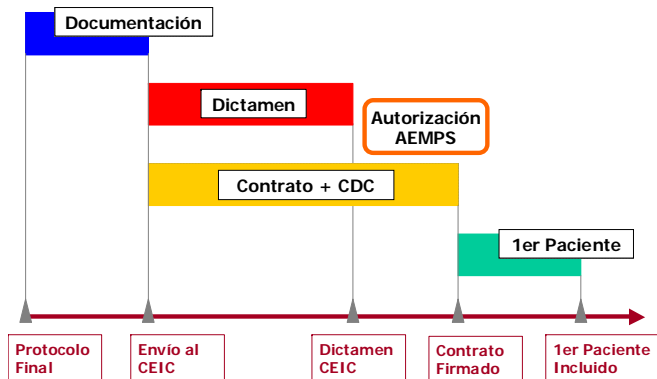 Documentación
Dictamen
Autorización
AEMPS
Contrato + CDC
1er Paciente
Protocolo
Final
Envío al
CEIC
Dictamen
CEIC
Contrato
Firmado
1er Paciente
Incluido